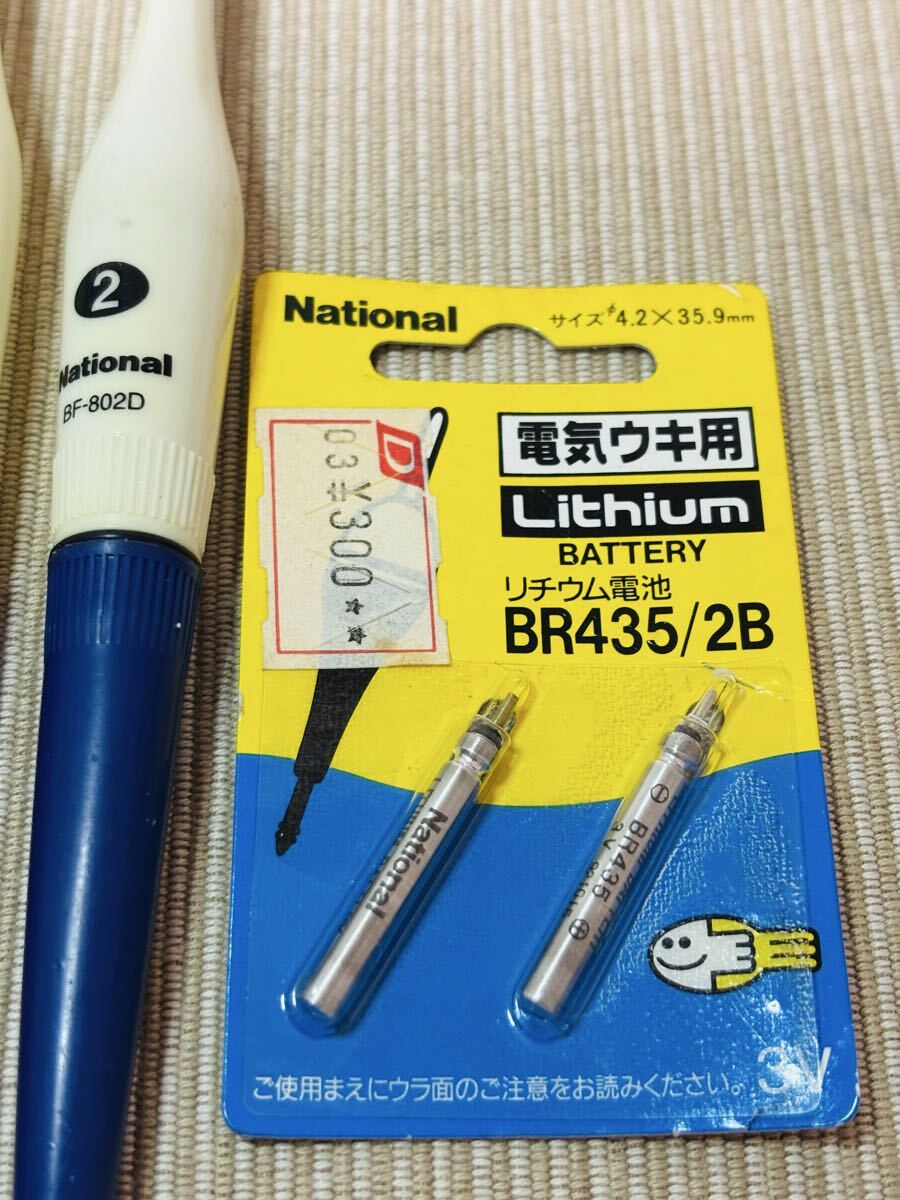 2
National
BF-802D
National
サイズφ4.2×35.9mm
D
03 ¥300
電気ウキ用
Lithium
BATTERY
リチウム電池
BR435/2B
National
BR435
3V
ご使用まえにウラ面のご注意をお読みください。
3V